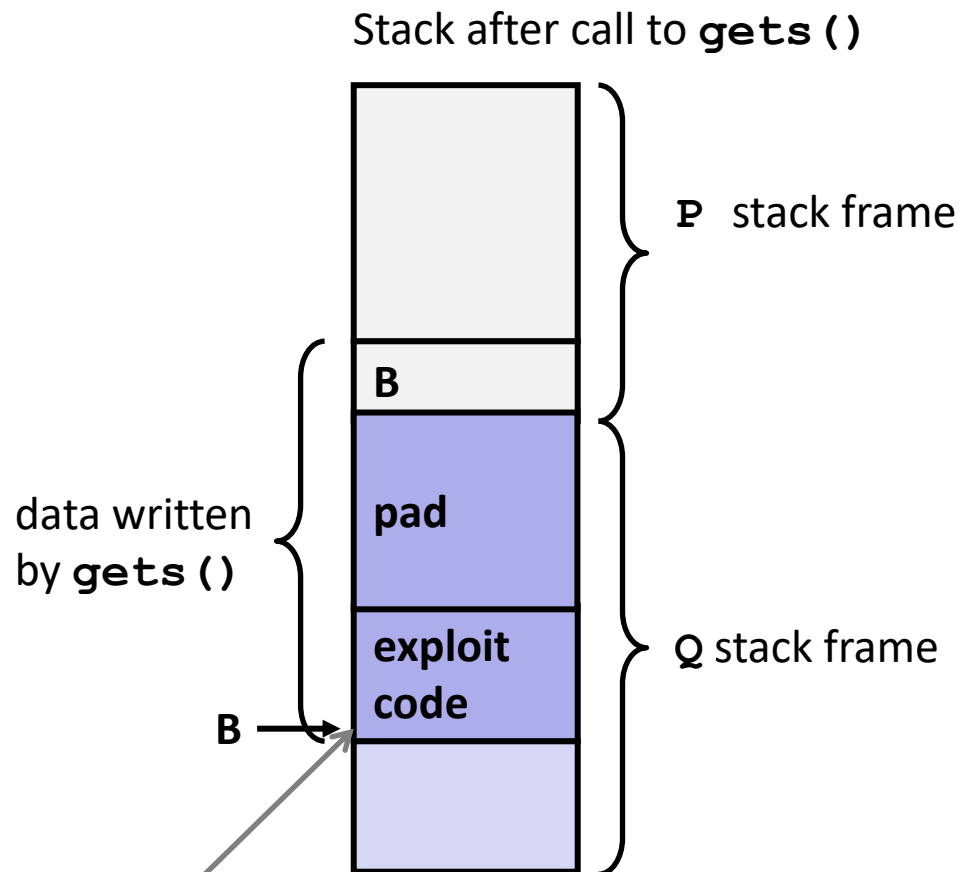 Stack after call to gets()
P stack frame
B
data written
by gets()
pad
exploit
code
Q stack frame
B